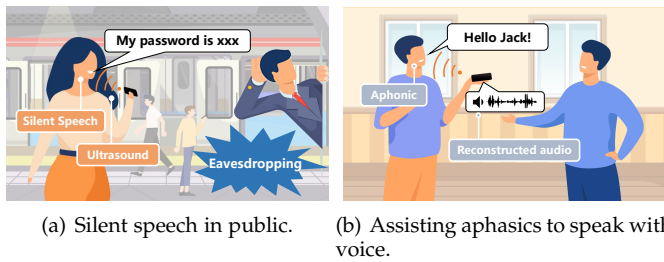 My password is xxx
Silent Speech
Ultrasound
Eavesdropping
Hello Jack!
Aphonic
Reconstructed audio
(a) Silent speech in public.
(b) Assisting aphasics to speak with
voice.